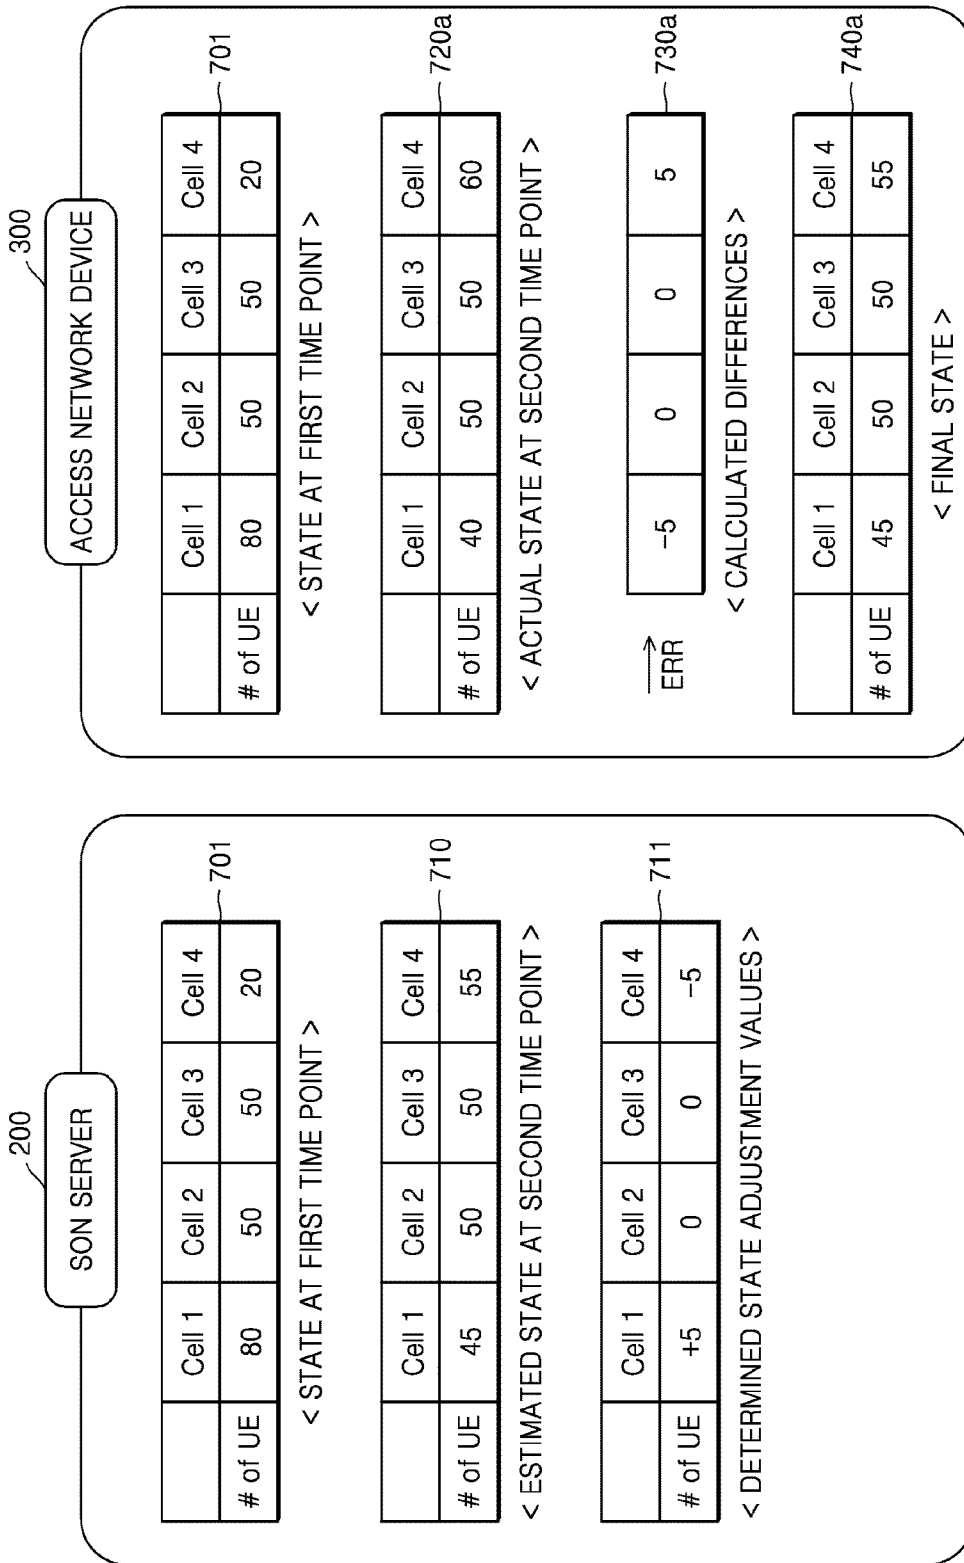 200
SON SERVER
701
Cell 1 Cell 2 Cell 3 Cell 4
# of UE 80 50 50 20
< STATE AT FIRST TIME POINT >
710
Cell 1 Cell 2 Cell 3 Cell 4
# of UE 45 50 50 55
< ESTIMATED STATE AT SECOND TIME POINT >
711
Cell 1 Cell 2 Cell 3 Cell 4
# of UE +5 0 0 −5
< DETERMINED STATE ADJUSTMENT VALUES >
300
ACCESS NETWORK DEVICE
701
Cell 1 Cell 2 Cell 3 Cell 4
# of UE 80 50 50 20
< STATE AT FIRST TIME POINT >
720a
Cell 1 Cell 2 Cell 3 Cell 4
# of UE 40 50 50 60
< ACTUAL STATE AT SECOND TIME POINT >
730a
ERR −5 0 0 5
< CALCULATED DIFFERENCES >
740a
Cell 1 Cell 2 Cell 3 Cell 4
# of UE 45 50 50 55
< FINAL STATE >